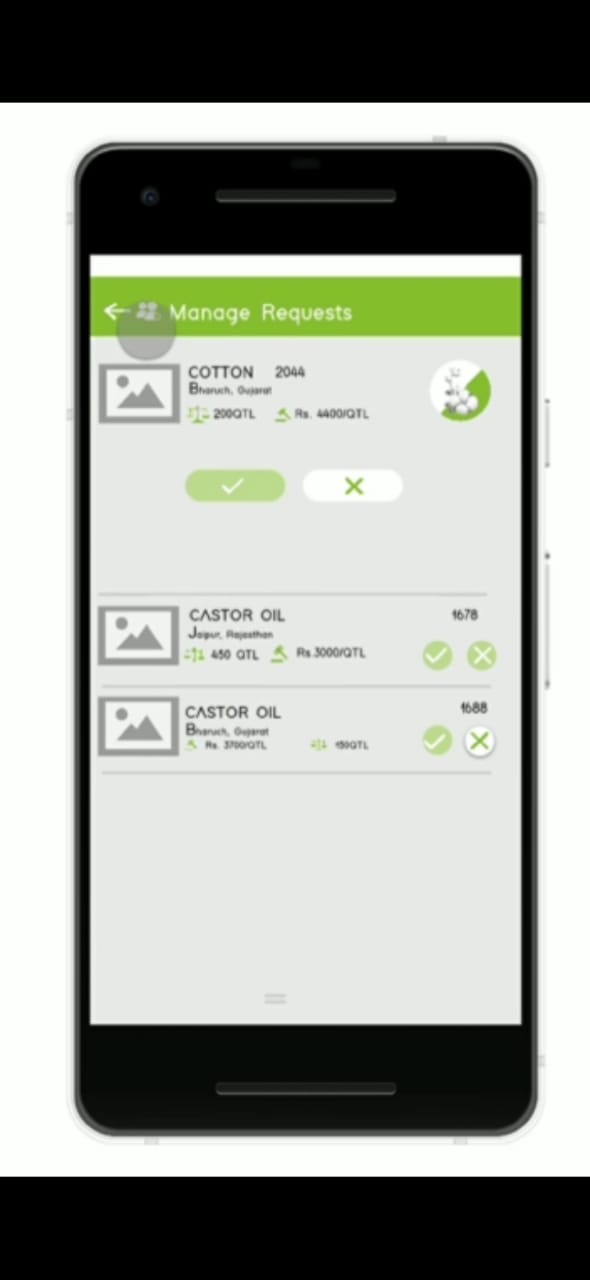 Manage Requests
COTTON 2044
Bharuch, Gujarat
200QTL Rs. 4400/QTL
CASTOR OIL 1678
Jaipur, Rajasthan
450 QTL Rs.3000/QTL
CASTOR OIL 1688
Bharuch, Gujarat
Rs. 3700/QTL 150QTL